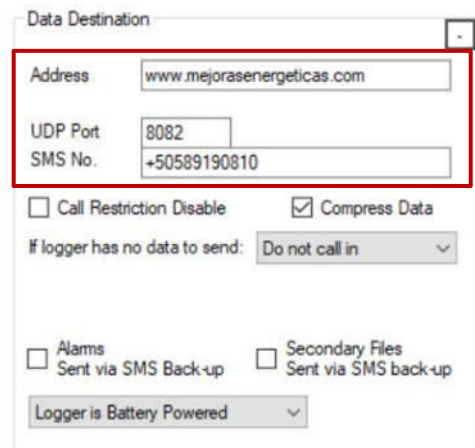 Data Destination
-
Address www.mejorasenergeticas.com
UDP Port 8082
SMS No. +50589190810
Call Restriction Disable Compress Data
If logger has no data to send: Do not call in
Alarms Secondary Files
Sent via SMS Back-up Sent via SMS back-up
Logger is Battery Powered